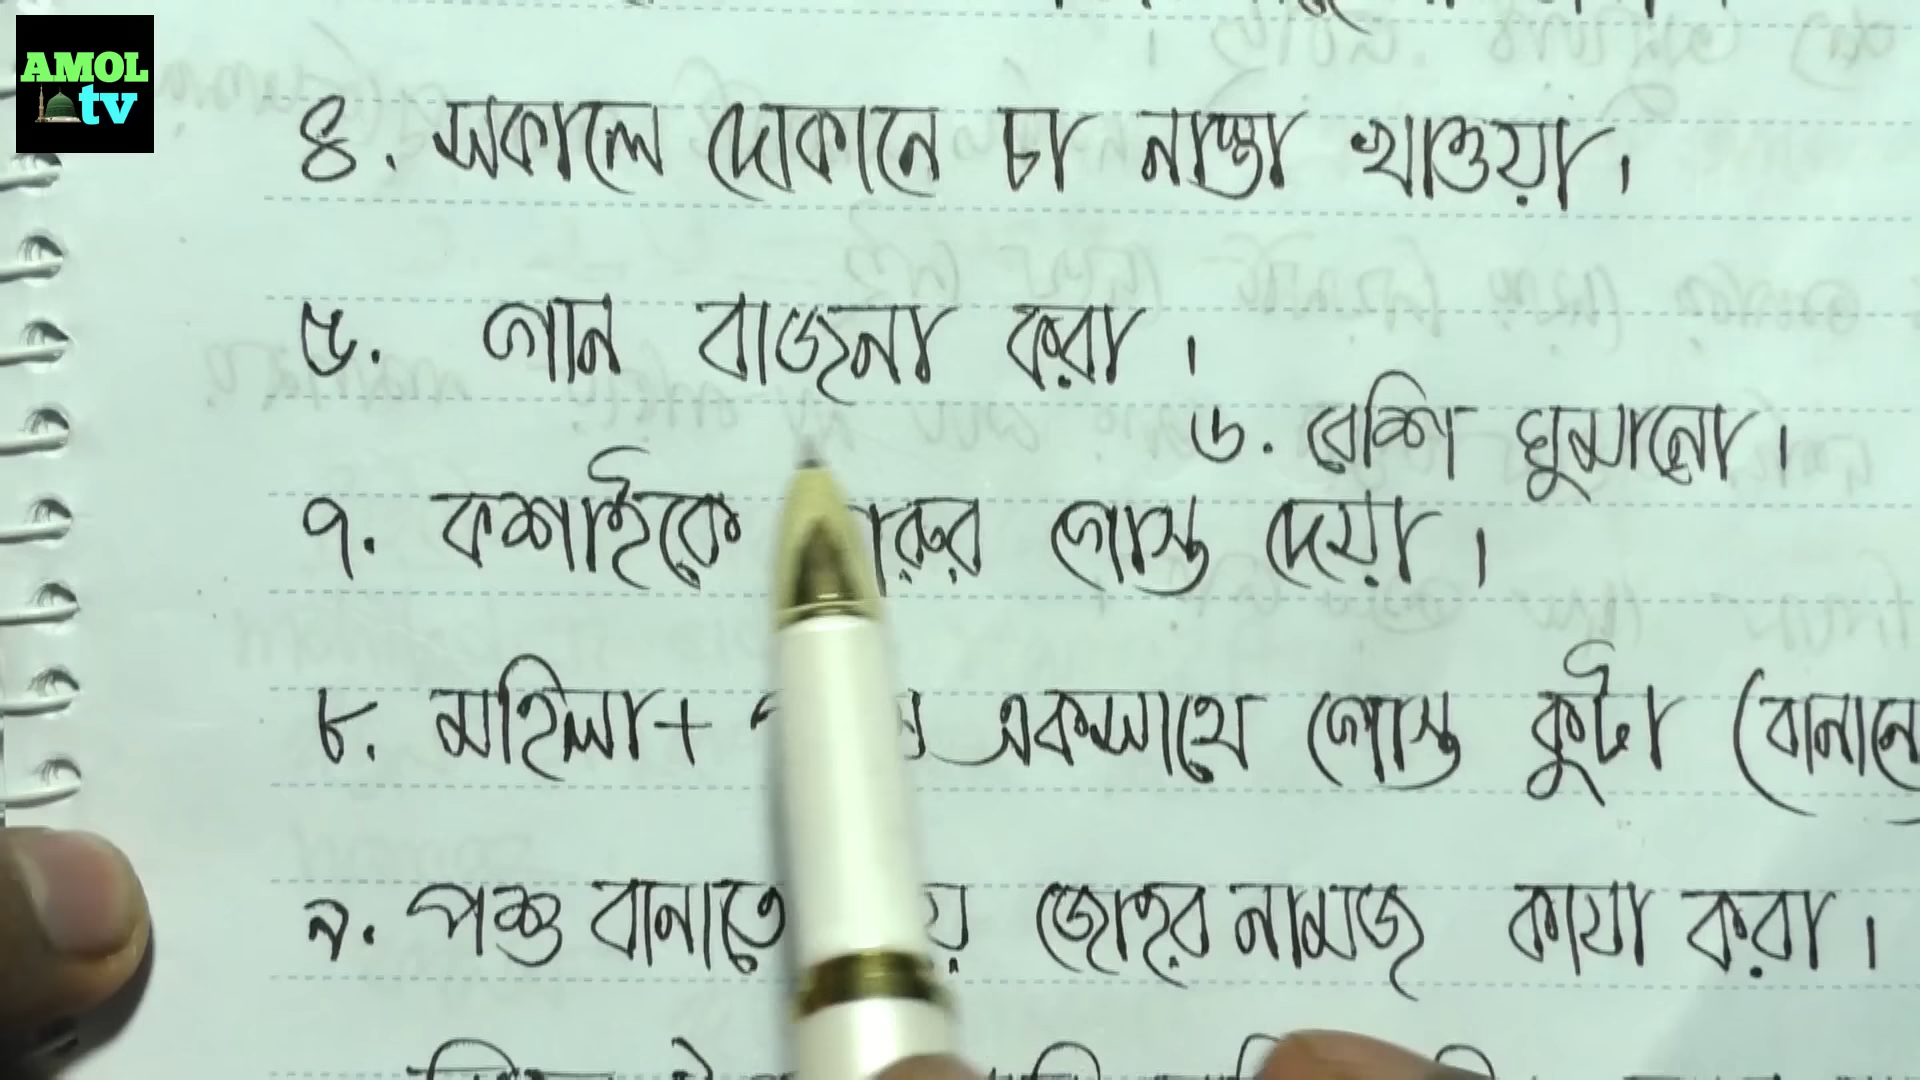 AMOL
tv
৪. সকালে দোকানে চা নাস্তা খাওয়া।
৫. গান বাজনা করা।
৬. বেশি ঘুমানো।
৭. কশাইকে গরুর গোস্ত দেয়া।
৮. মহিলা+ একসাথে গোস্ত কুটা (বানানো
৯. পশু বানাতে জোহর নামাজ কাযা করা।